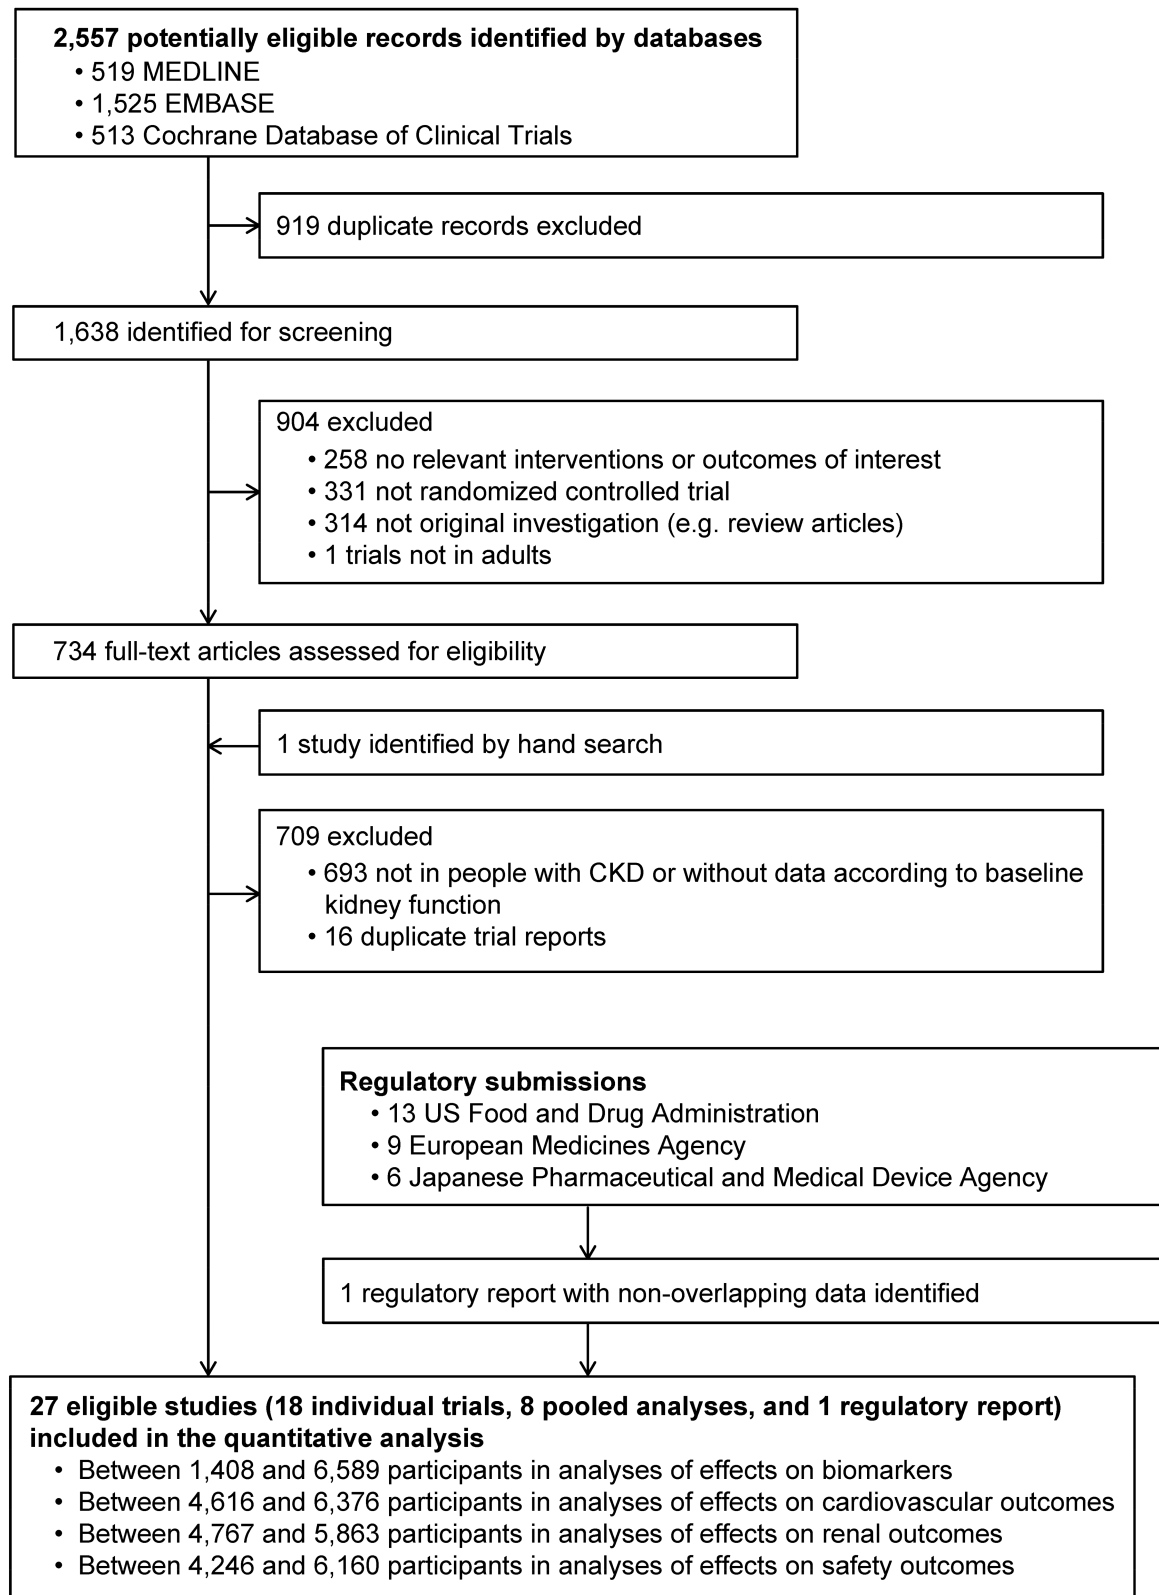 2,557 potentially eligible records identified by databases
• 519 MEDLINE
• 1,525 EMBASE
• 513 Cochrane Database of Clinical Trials
919 duplicate records excluded
1,638 identified for screening
904 excluded
• 258 no relevant interventions or outcomes of interest
• 331 not randomized controlled trial
• 314 not original investigation (e.g. review articles)
• 1 trials not in adults
734 full-text articles assessed for eligibility
1 study identified by hand search
709 excluded
• 693 not in people with CKD or without data according to baseline
kidney function
• 16 duplicate trial reports
Regulatory submissions
• 13 US Food and Drug Administration
• 9 European Medicines Agency
• 6 Japanese Pharmaceutical and Medical Device Agency
1 regulatory report with non-overlapping data identified
27 eligible studies (18 individual trials, 8 pooled analyses, and 1 regulatory report)
included in the quantitative analysis
• Between 1,408 and 6,589 participants in analyses of effects on biomarkers
• Between 4,616 and 6,376 participants in analyses of effects on cardiovascular outcomes
• Between 4,767 and 5,863 participants in analyses of effects on renal outcomes
• Between 4,246 and 6,160 participants in analyses of effects on safety outcomes